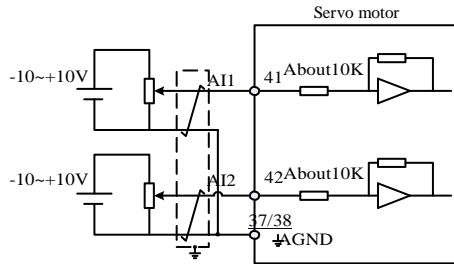 Servo motor
-10~+10V
AI1
41
About10K
-10~+10V
AI2
42
About10K
37/38
AGND